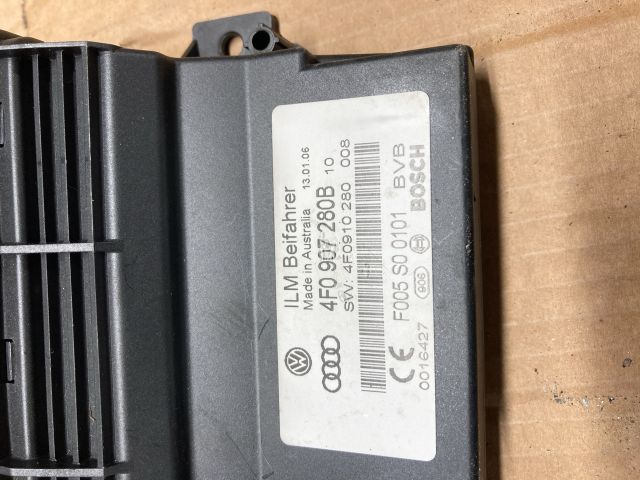 ILM Beifahrer
Made in Australia 13.01.06
4F0 907 280B 10
SW: 4F0910 280 008
F005 S0 0101 BVB
0016427 906 BOSCH